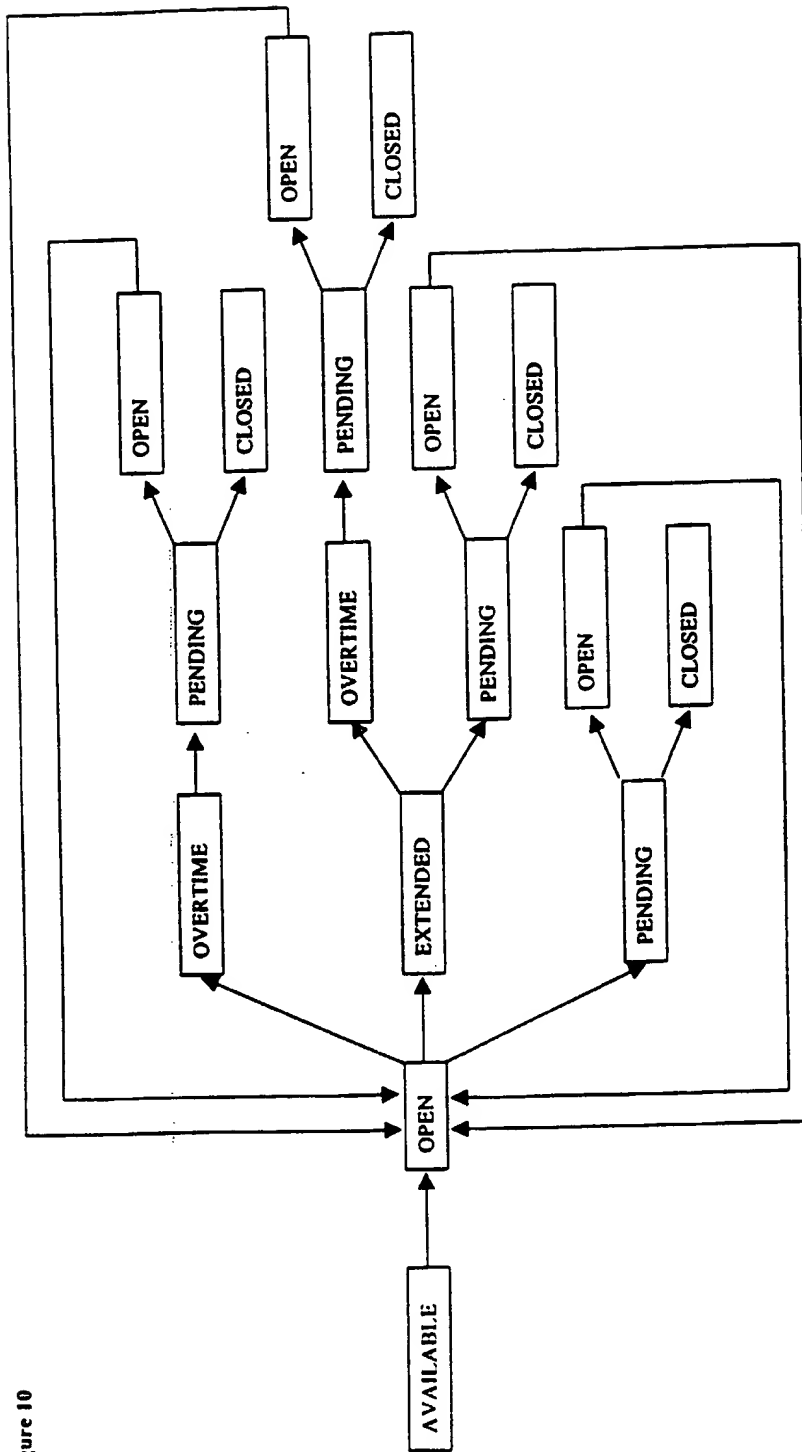 ure 10
AVAILABLE
OPEN
OVERTIME
PENDING
OPEN
CLOSED
EXTENDED
OVERTIME
PENDING
OPEN
CLOSED
PENDING
OPEN
CLOSED
PENDING
OPEN
CLOSED